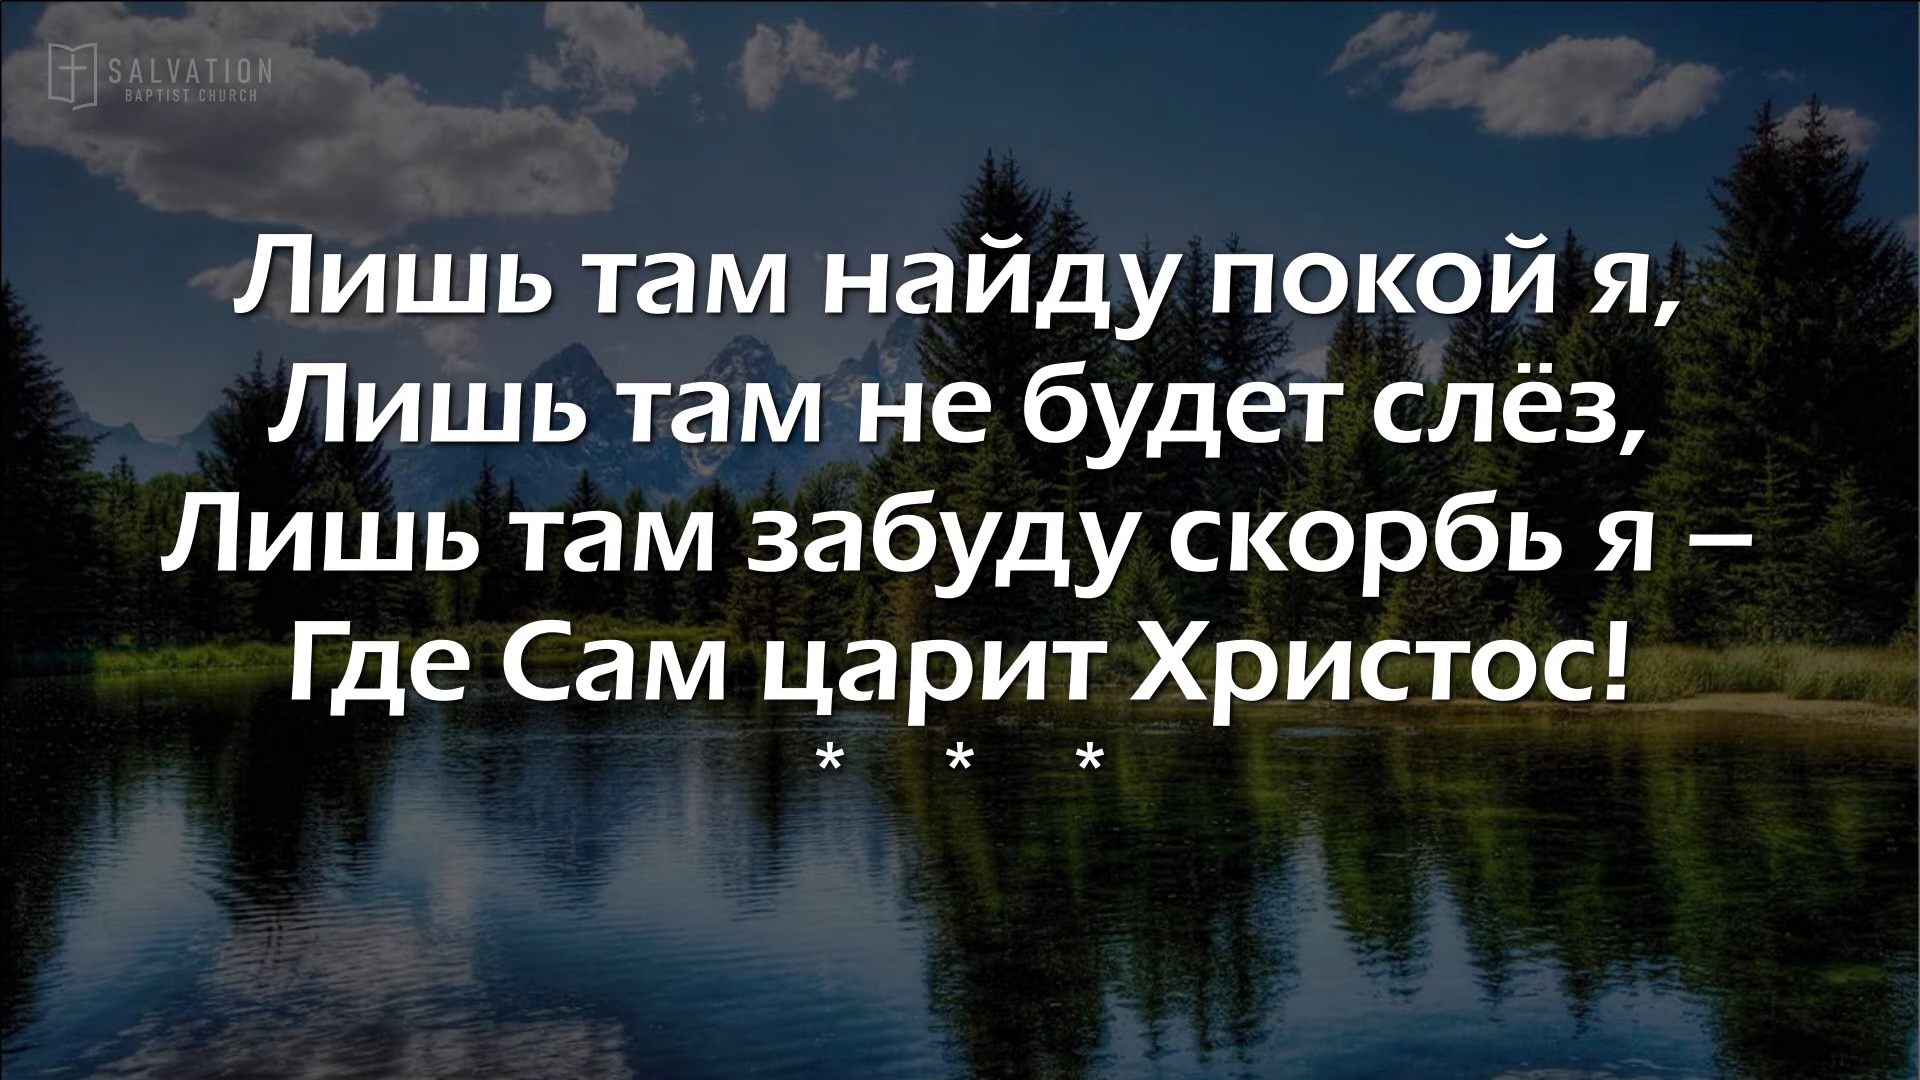 SALVATION
BAPTIST CHURCH
Лишь там найду покой я,
Лишь там не будет слёз,
Лишь там забуду скорбь я –
Где Сам царит Христос!
* * *